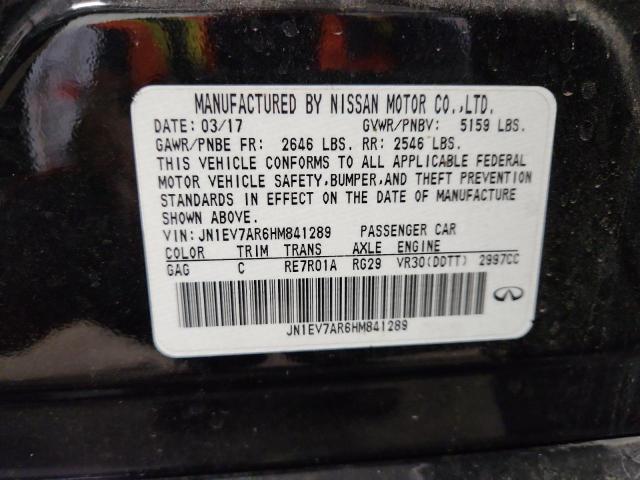 MANUFACTURED BY NISSAN MOTOR CO.,LTD.
DATE: 03/17 GVWR/PNBV: 5159 LBS.
GAWR/PNBE FR: 2646 LBS. RR: 2546 LBS.
THIS VEHICLE CONFORMS TO ALL APPLICABLE FEDERAL
MOTOR VEHICLE SAFETY,BUMPER,AND THEFT PREVENTION
STANDARDS IN EFFECT ON THE DATE OF MANUFACTURE
SHOWN ABOVE.
VIN: JN1EV7AR6HM841289 PASSENGER CAR
COLOR TRIM TRANS AXLE ENGINE
GAG C RE7R01A RG29 VR30(DDTT) 2997CC
JN1EV7AR6HM841289